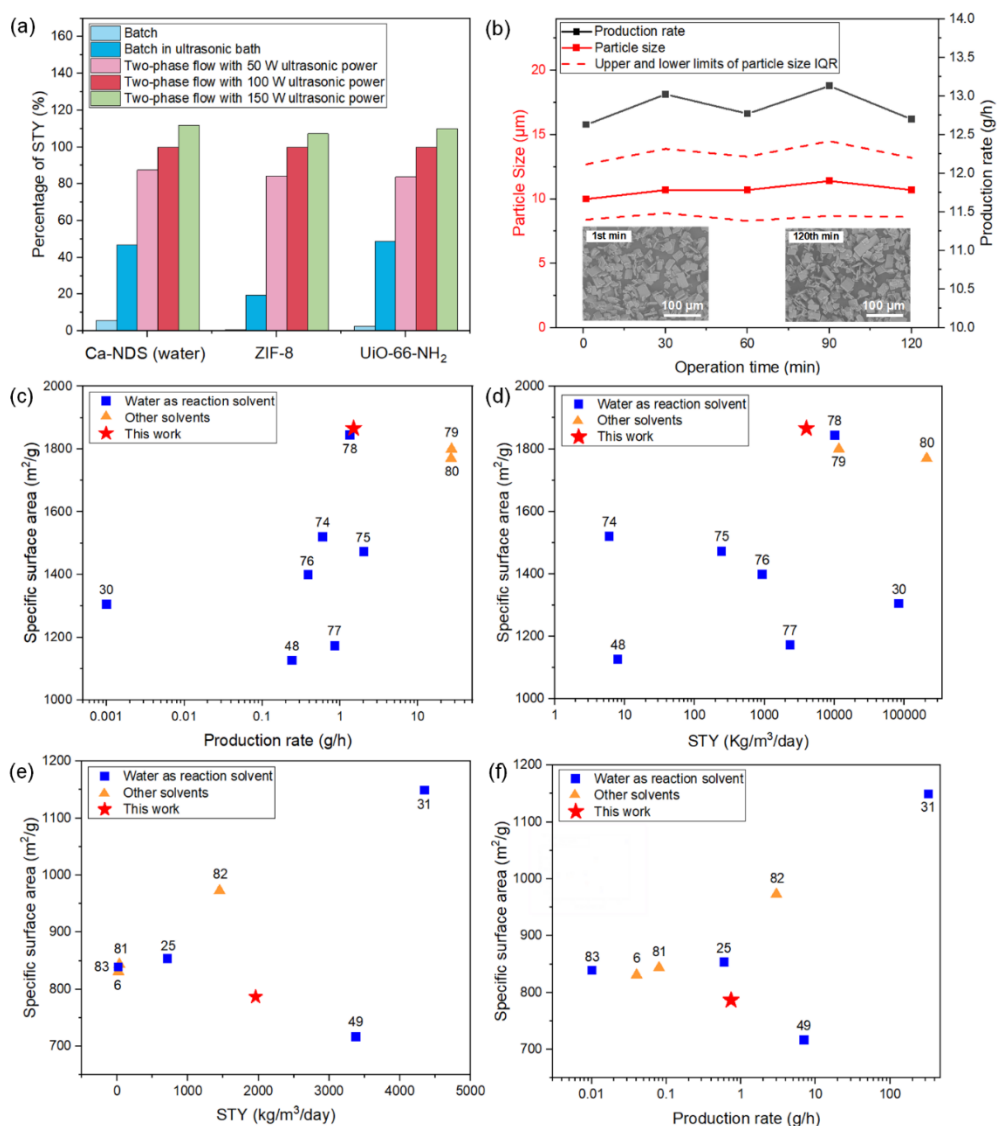 (a)
Batch
Batch in ultrasonic bath
Two-phase flow with 50 W ultrasonic power
Two-phase flow with 100 W ultrasonic power
Two-phase flow with 150 W ultrasonic power
Percentage of STY (%)
160
140
120
100
80
60
40
20
0
Ca-NDS (water)
ZIF-8
UiO-66-NH2
(b)
Production rate
Particle size
Upper and lower limits of particle size IQR
Particle Size (μm)
20
15
10
5
0
14.0
13.5
13.0
12.5
12.0
11.5
11.0
10.5
10.0
Production rate (g/h)
1st min
100 μm
120th min
100 μm
0
30
60
90
120
Operation time (min)
(c)
Water as reaction solvent
Other solvents
This work
Specific surface area (m²/g)
2000
1800
1600
1400
1200
1000
79
78
80
74
75
76
30
48
77
0.001
0.01
0.1
1
10
Production rate (g/h)
(d)
Water as reaction solvent
Other solvents
This work
Specific surface area (m²/g)
2000
1800
1600
1400
1200
1000
78
80
79
74
75
76
30
77
48
1
10
100
1000
10000
100000
STY (Kg/m³/day)
(e)
Water as reaction solvent
Other solvents
This work
Specific surface area (m²/g)
1200
1100
1000
900
800
700
31
82
81
25
83
6
49
0
1000
2000
3000
4000
5000
STY (kg/m³/day)
(f)
Water as reaction solvent
Other solvents
This work
Specific surface area (m²/g)
1200
1100
1000
900
800
700
31
82
83
6
81
25
49
0.01
0.1
1
10
100
Production rate (g/h)